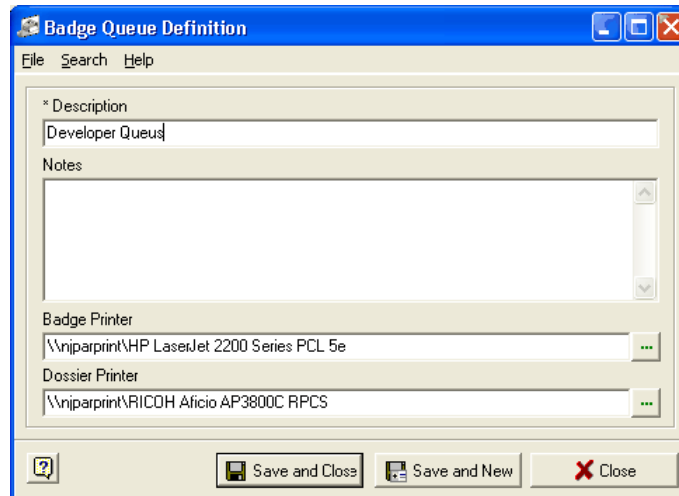 Badge Queue Definition
File Search Help
* Description
Developer Queus
Notes
Badge Printer
\\njparprint\HP LaserJet 2200 Series PCL 5e
...
Dossier Printer
\\njparprint\RICOH Aficio AP3800C RPCS
...
Save and Close Save and New Close